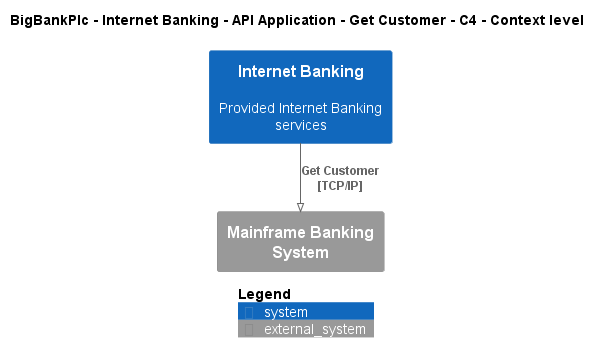 BigBankPlc - Internet Banking - API Application - Get Customer - C4 - Context level
Internet Banking
Provided Internet Banking
services
Get Customer
[TCP/IP]
Mainframe Banking
System
Legend
system
external_system